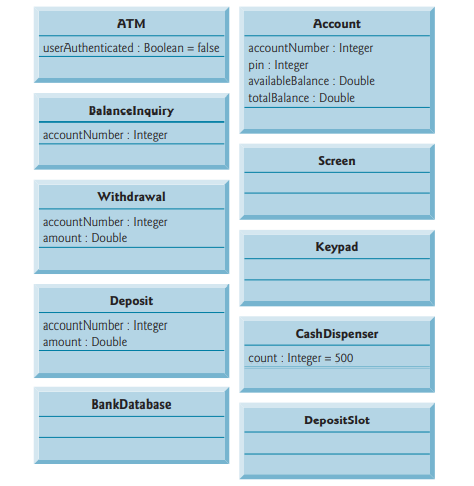 ATM
userAuthenticated : Boolean = false
BalanceInquiry
accountNumber : Integer
Withdrawal
accountNumber : Integer
amount : Double
Deposit
accountNumber : Integer
amount : Double
BankDatabase
Account
accountNumber : Integer
pin : Integer
availableBalance : Double
totalBalance : Double
Screen
Keypad
CashDispenser
count : Integer = 500
DepositSlot